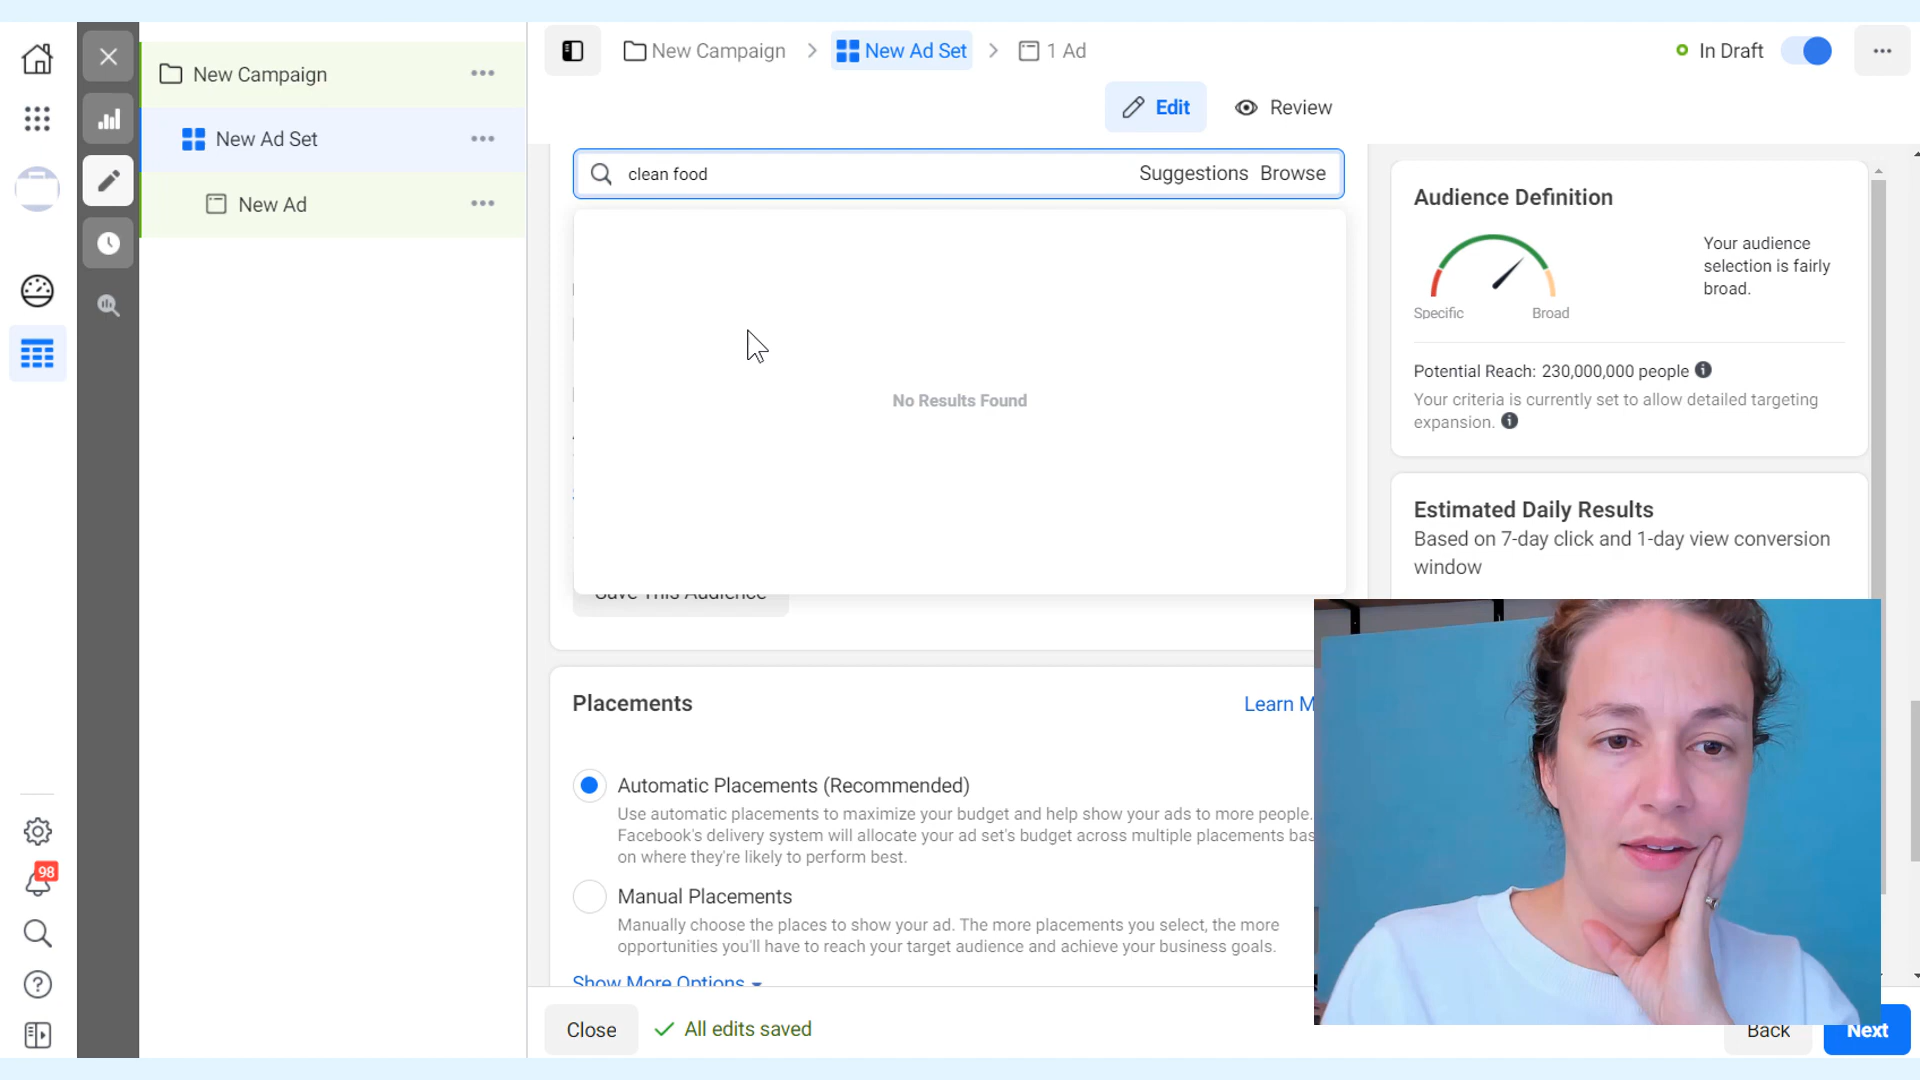 New Campaign
New Ad Set
New Ad
98
New Campaign
New Ad Set
1 Ad
In Draft
Edit
Review
clean food
Suggestions
Browse
No Results Found
Save This Audience
Placements
Learn M
Automatic Placements (Recommended)
Use automatic placements to maximize your budget and help show your ads to more people.
Facebook's delivery system will allocate your ad set's budget across multiple placements bas
on where they're likely to perform best.
Manual Placements
Manually choose the places to show your ad. The more placements you select, the more
opportunities you'll have to reach your target audience and achieve your business goals.
Show More Options
Close
All edits saved
Back
Next
Audience Definition
Specific
Broad
Your audience
selection is fairly
broad.
Potential Reach: 230,000,000 people
Your criteria is currently set to allow detailed targeting
expansion.
Estimated Daily Results
Based on 7-day click and 1-day view conversion
window